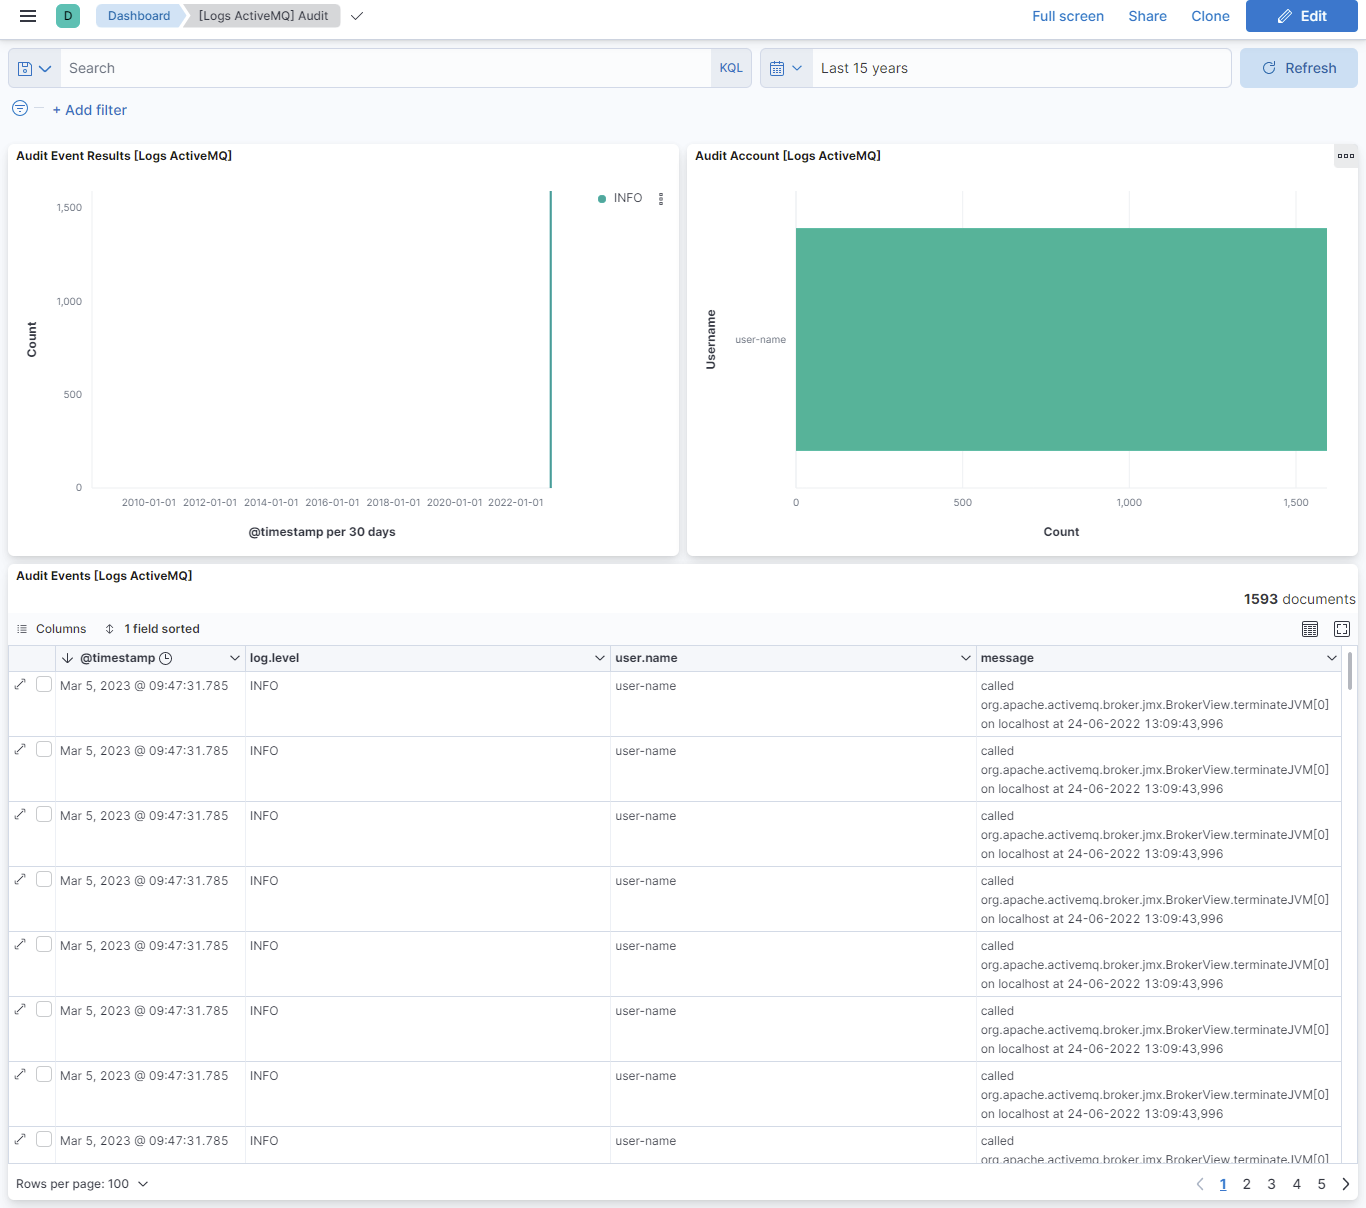 D Dashboard [Logs ActiveMQ] Audit Full screen Share Clone Edit
Search KQL Last 15 years Refresh
+ Add filter
Audit Event Results [Logs ActiveMQ]
INFO
1,500
1,000
500
0
Count
2010-01-01 2012-01-01 2014-01-01 2016-01-01 2018-01-01 2020-01-01 2022-01-01
@timestamp per 30 days
Audit Account [Logs ActiveMQ]
Username
user-name
0 500 1,000 1,500
Count
Audit Events [Logs ActiveMQ]
1593 documents
Columns 1 field sorted
@timestamp log.level user.name message
Mar 5, 2023 @ 09:47:31.785 INFO user-name called
org.apache.activemq.broker.jmx.BrokerView.terminateJVM[0]
on localhost at 24-06-2022 13:09:43,996
Mar 5, 2023 @ 09:47:31.785 INFO user-name called
org.apache.activemq.broker.jmx.BrokerView.terminateJVM[0]
on localhost at 24-06-2022 13:09:43,996
Mar 5, 2023 @ 09:47:31.785 INFO user-name called
org.apache.activemq.broker.jmx.BrokerView.terminateJVM[0]
on localhost at 24-06-2022 13:09:43,996
Mar 5, 2023 @ 09:47:31.785 INFO user-name called
org.apache.activemq.broker.jmx.BrokerView.terminateJVM[0]
on localhost at 24-06-2022 13:09:43,996
Mar 5, 2023 @ 09:47:31.785 INFO user-name called
org.apache.activemq.broker.jmx.BrokerView.terminateJVM[0]
on localhost at 24-06-2022 13:09:43,996
Mar 5, 2023 @ 09:47:31.785 INFO user-name called
org.apache.activemq.broker.jmx.BrokerView.terminateJVM[0]
on localhost at 24-06-2022 13:09:43,996
Mar 5, 2023 @ 09:47:31.785 INFO user-name called
org.apache.activemq.broker.jmx.BrokerView.terminateJVM[0]
on localhost at 24-06-2022 13:09:43,996
Mar 5, 2023 @ 09:47:31.785 INFO user-name called
org.apache.activemq.broker.jmx.BrokerView.terminateJVM[0]
Rows per page: 100 1 2 3 4 5